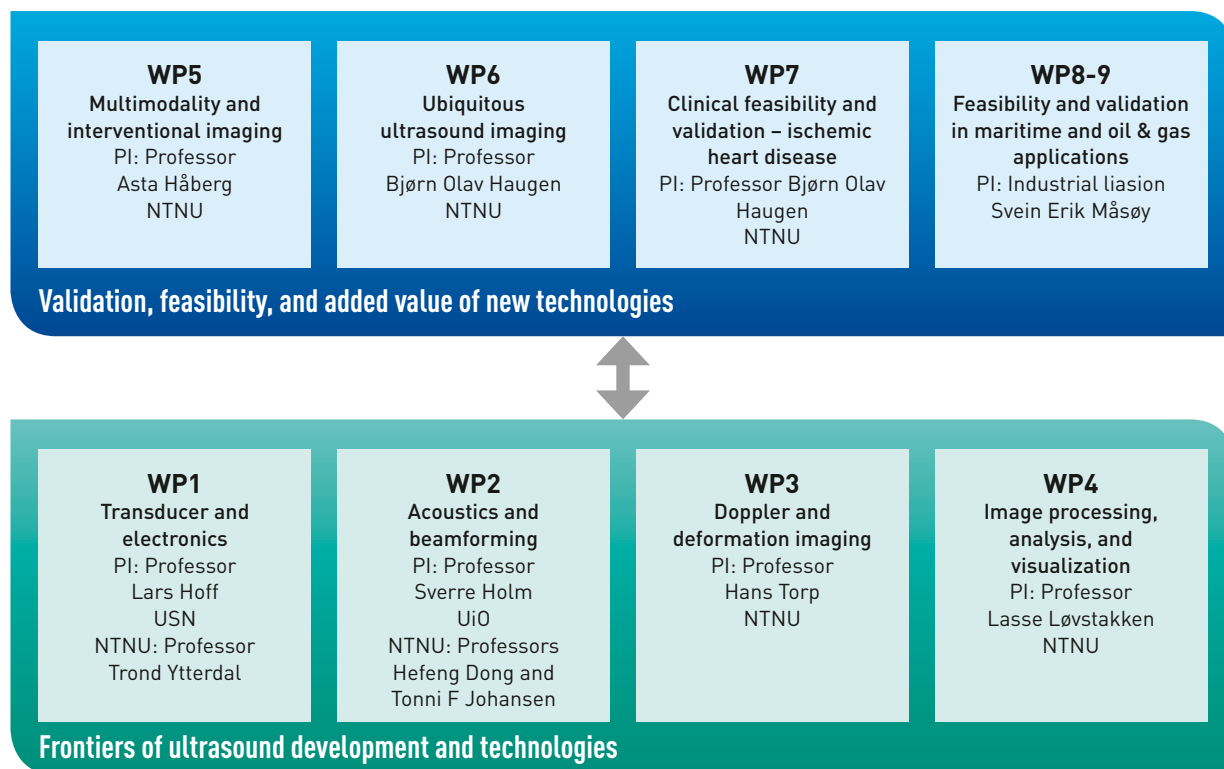 WP5
Multimodality and
interventional imaging
PI: Professor
Asta Håberg
NTNU
WP6
Ubiquitous
ultrasound imaging
PI: Professor
Bjørn Olav Haugen
NTNU
WP7
Clinical feasibility and
validation – ischemic
heart disease
PI: Professor Bjørn Olav
Haugen
NTNU
WP8-9
Feasibility and validation
in maritime and oil & gas
applications
PI: Industrial liasion
Svein Erik Måsøy
Validation, feasibility, and added value of new technologies
WP1
Transducer and
electronics
PI: Professor
Lars Hoff
USN
NTNU: Professor
Trond Ytterdal
WP2
Acoustics and
beamforming
PI: Professor
Sverre Holm
UiO
NTNU: Professors
Hefeng Dong and
Tonni F Johansen
WP3
Doppler and
deformation imaging
PI: Professor
Hans Torp
NTNU
WP4
Image processing,
analysis, and
visualization
PI: Professor
Lasse Løvstakken
NTNU
Frontiers of ultrasound development and technologies